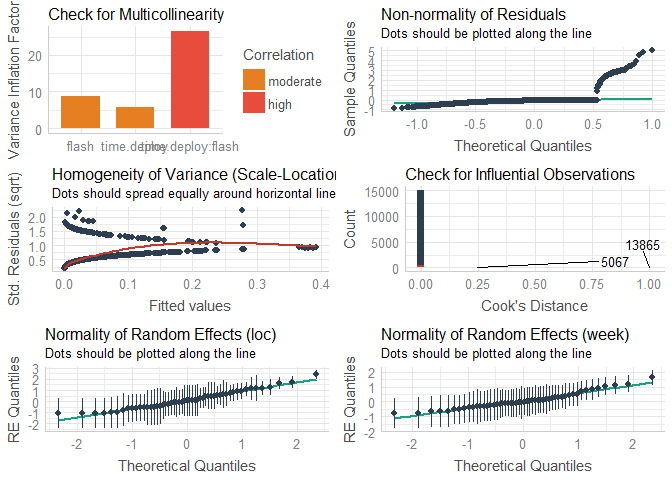 Check for Multicollinearity
Variance Inflation Factor
20
10
0
flash
time.deploy:flash
Correlation
moderate
high
Non-normality of Residuals
Dots should be plotted along the line
Sample Quantiles
5
4
3
2
1
0
-1
-1.0
-0.5
0.0
0.5
1.0
Theoretical Quantiles
Homogeneity of Variance (Scale-Location
Dots should spread equally around horizontal line
Std. Residuals (sqrt)
2.0
1.5
1.0
0.5
0.0
0.1
0.2
0.3
0.4
Fitted values
Check for Influential Observations
Count
15000
10000
5000
0
13865
5067
0.00
0.25
0.50
0.75
1.00
Cook's Distance
Normality of Random Effects (loc)
Dots should be plotted along the line
RE Quantiles
3
2
1
0
-1
-2
-2
-1
0
1
2
Theoretical Quantiles
Normality of Random Effects (week)
Dots should be plotted along the line
RE Quantiles
2
1
0
-1
-2
-2
-1
0
1
2
Theoretical Quantiles